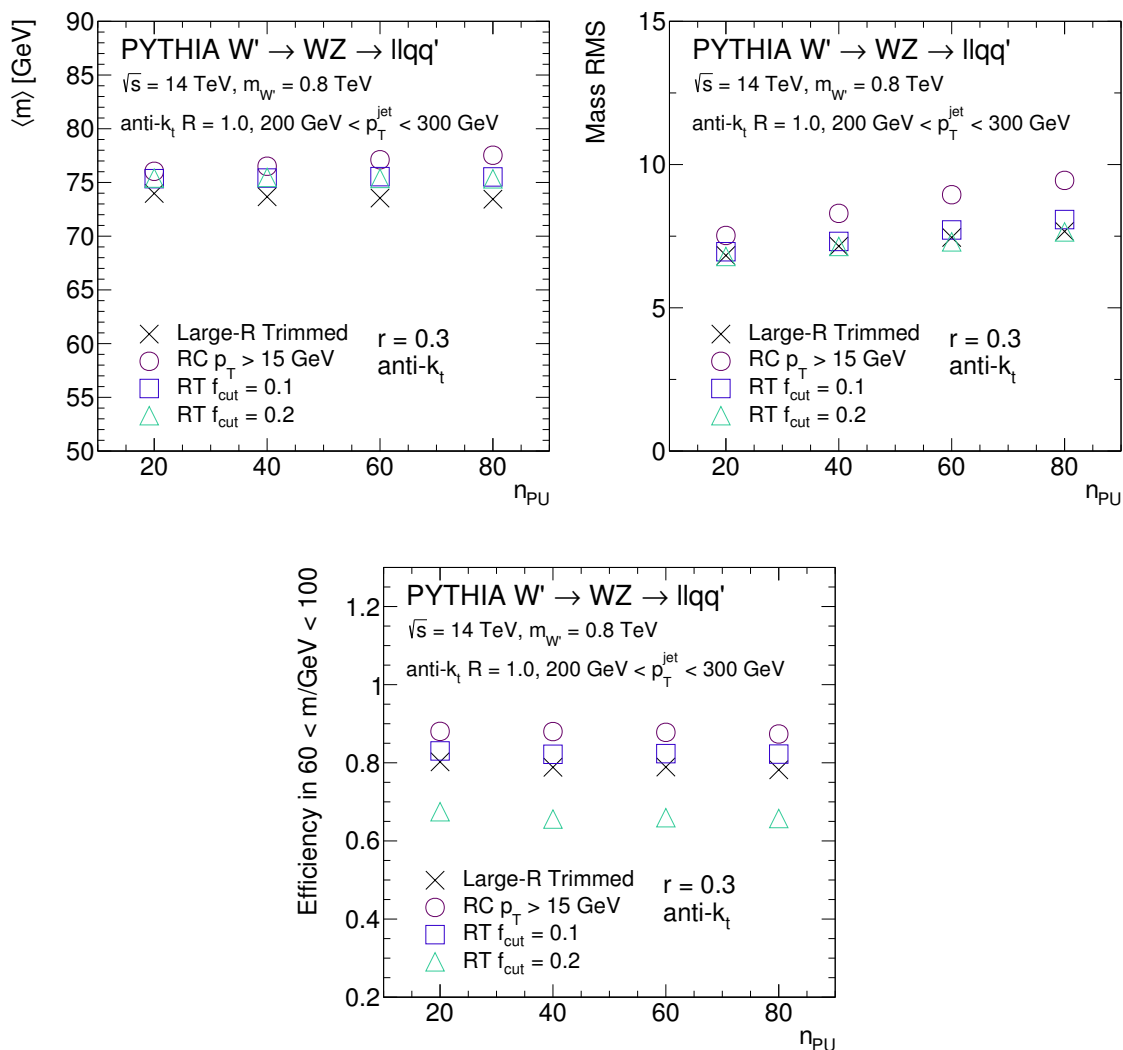 ⟨m⟩ [GeV]
90
85
80
75
70
65
60
55
50
PYTHIA W' → WZ → llqq'
√s = 14 TeV, m_W' = 0.8 TeV
anti-k_t R = 1.0, 200 GeV < p_T^jet < 300 GeV
Large-R Trimmed
RC p_T > 15 GeV
RT f_cut = 0.1
RT f_cut = 0.2
r = 0.3
anti-k_t
20 40 60 80
n_PU
Mass RMS
15
10
5
0
PYTHIA W' → WZ → llqq'
√s = 14 TeV, m_W' = 0.8 TeV
anti-k_t R = 1.0, 200 GeV < p_T^jet < 300 GeV
Large-R Trimmed
RC p_T > 15 GeV
RT f_cut = 0.1
RT f_cut = 0.2
r = 0.3
anti-k_t
20 40 60 80
n_PU
Efficiency in 60 < m/GeV < 100
1.2
1
0.8
0.6
0.4
0.2
PYTHIA W' → WZ → llqq'
√s = 14 TeV, m_W' = 0.8 TeV
anti-k_t R = 1.0, 200 GeV < p_T^jet < 300 GeV
Large-R Trimmed
RC p_T > 15 GeV
RT f_cut = 0.1
RT f_cut = 0.2
r = 0.3
anti-k_t
20 40 60 80
n_PU